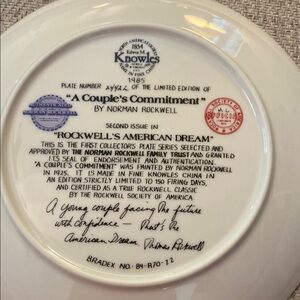 1854
Edwin M.
Knowles
1985
PLATE NUMBER OF THE LIMITED EDITION OF
"A Couple's Commitment"
BY NORMAN ROCKWELL
SECOND ISSUE IN
"ROCKWELL'S AMERICAN DREAM"
THIS IS THE FIRST COLLECTOR'S PLATE SERIES SELECTED AND
APPROVED BY THE NORMAN ROCKWELL FAMILY TRUST AND GRANTED
ITS SEAL OF ENDORSEMENT AND AUTHENTICATION.
"A COUPLE'S COMMITMENT" WAS PAINTED BY NORMAN ROCKWELL
IN 1925. IT IS MADE IN FINE KNOWLES CHINA IN
AN EDITION STRICTLY LIMITED TO 150 FIRING DAYS,
AND CERTIFIED AS A TRUE ROCKWELL CLASSIC
BY THE ROCKWELL SOCIETY OF AMERICA
A young couple facing the future
with confidence — that's the
American Dream Thomas Rockwell
BRADEX NO. 84-R70-1.2